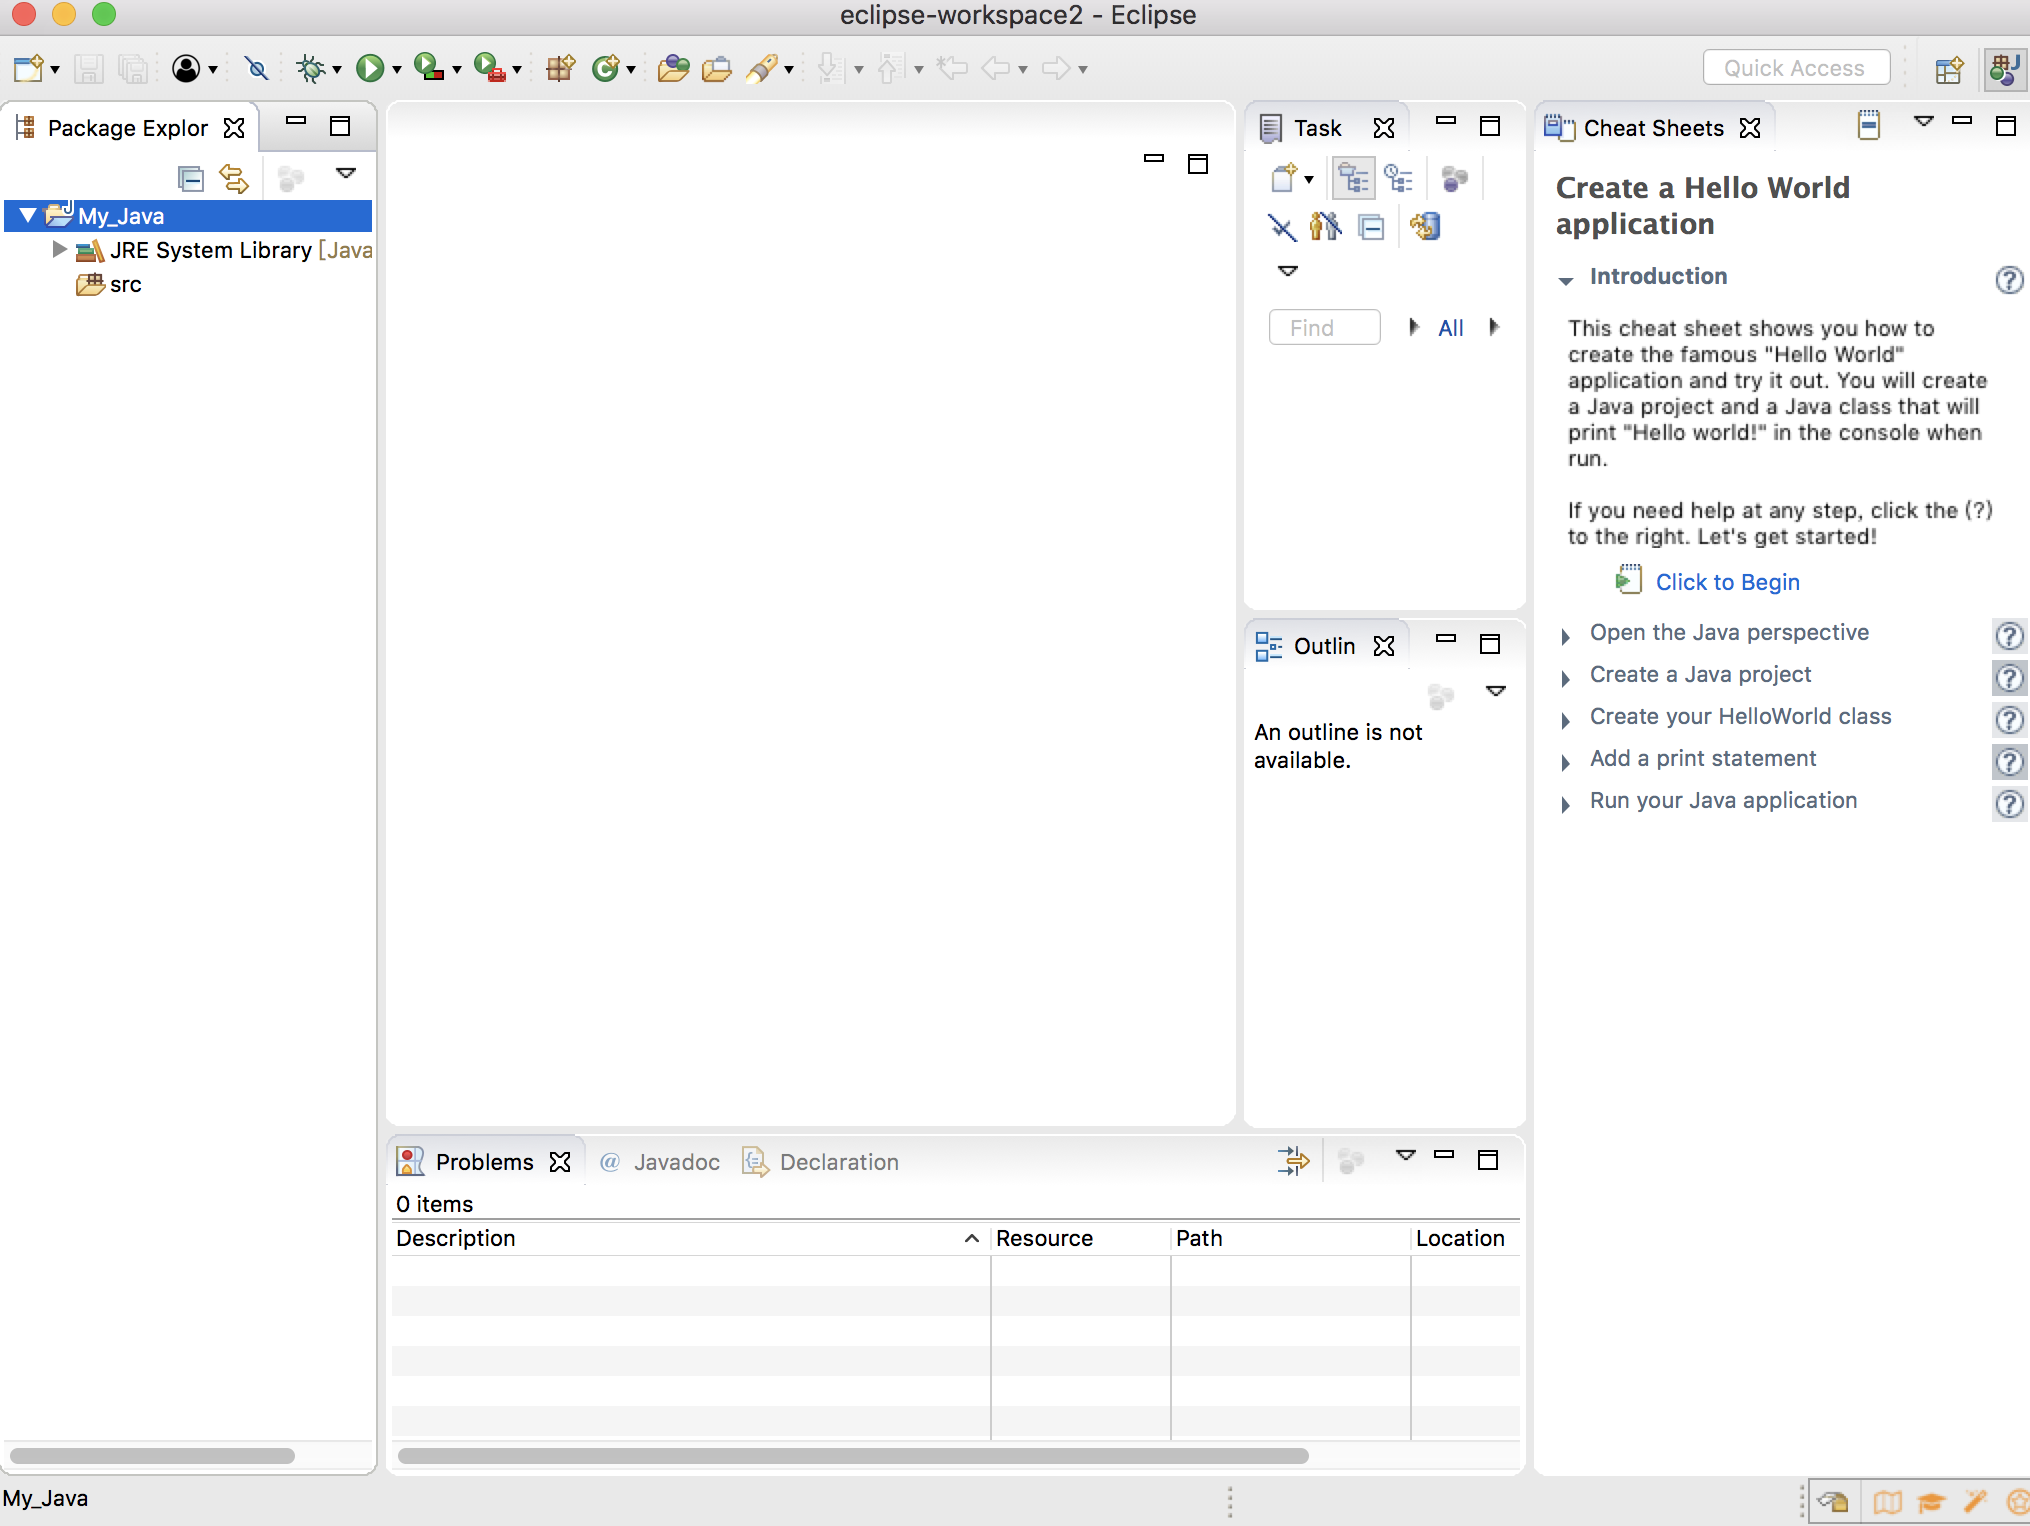 eclipse-workspace2 - Eclipse
Quick Access
Package Explor
My_Java
JRE System Library [Java
src
Task
Find
All
Outlin
An outline is not
available.
Cheat Sheets
Create a Hello World
application
Introduction
This cheat sheet shows you how to
create the famous "Hello World"
application and try it out. You will create
a Java project and a Java class that will
print "Hello world!" in the console when
run.
If you need help at any step, click the (?)
to the right. Let's get started!
Click to Begin
Open the Java perspective
Create a Java project
Create your HelloWorld class
Add a print statement
Run your Java application
Problems @ Javadoc Declaration
0 items
Description Resource Path Location
My_Java